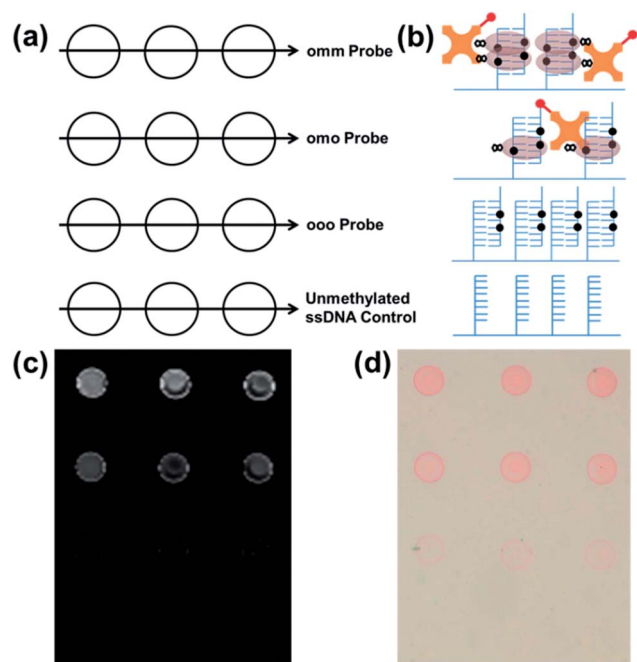 (a)
omm Probe
omo Probe
ooo Probe
Unmethylated
ssDNA Control
(b)
(c)
(d)